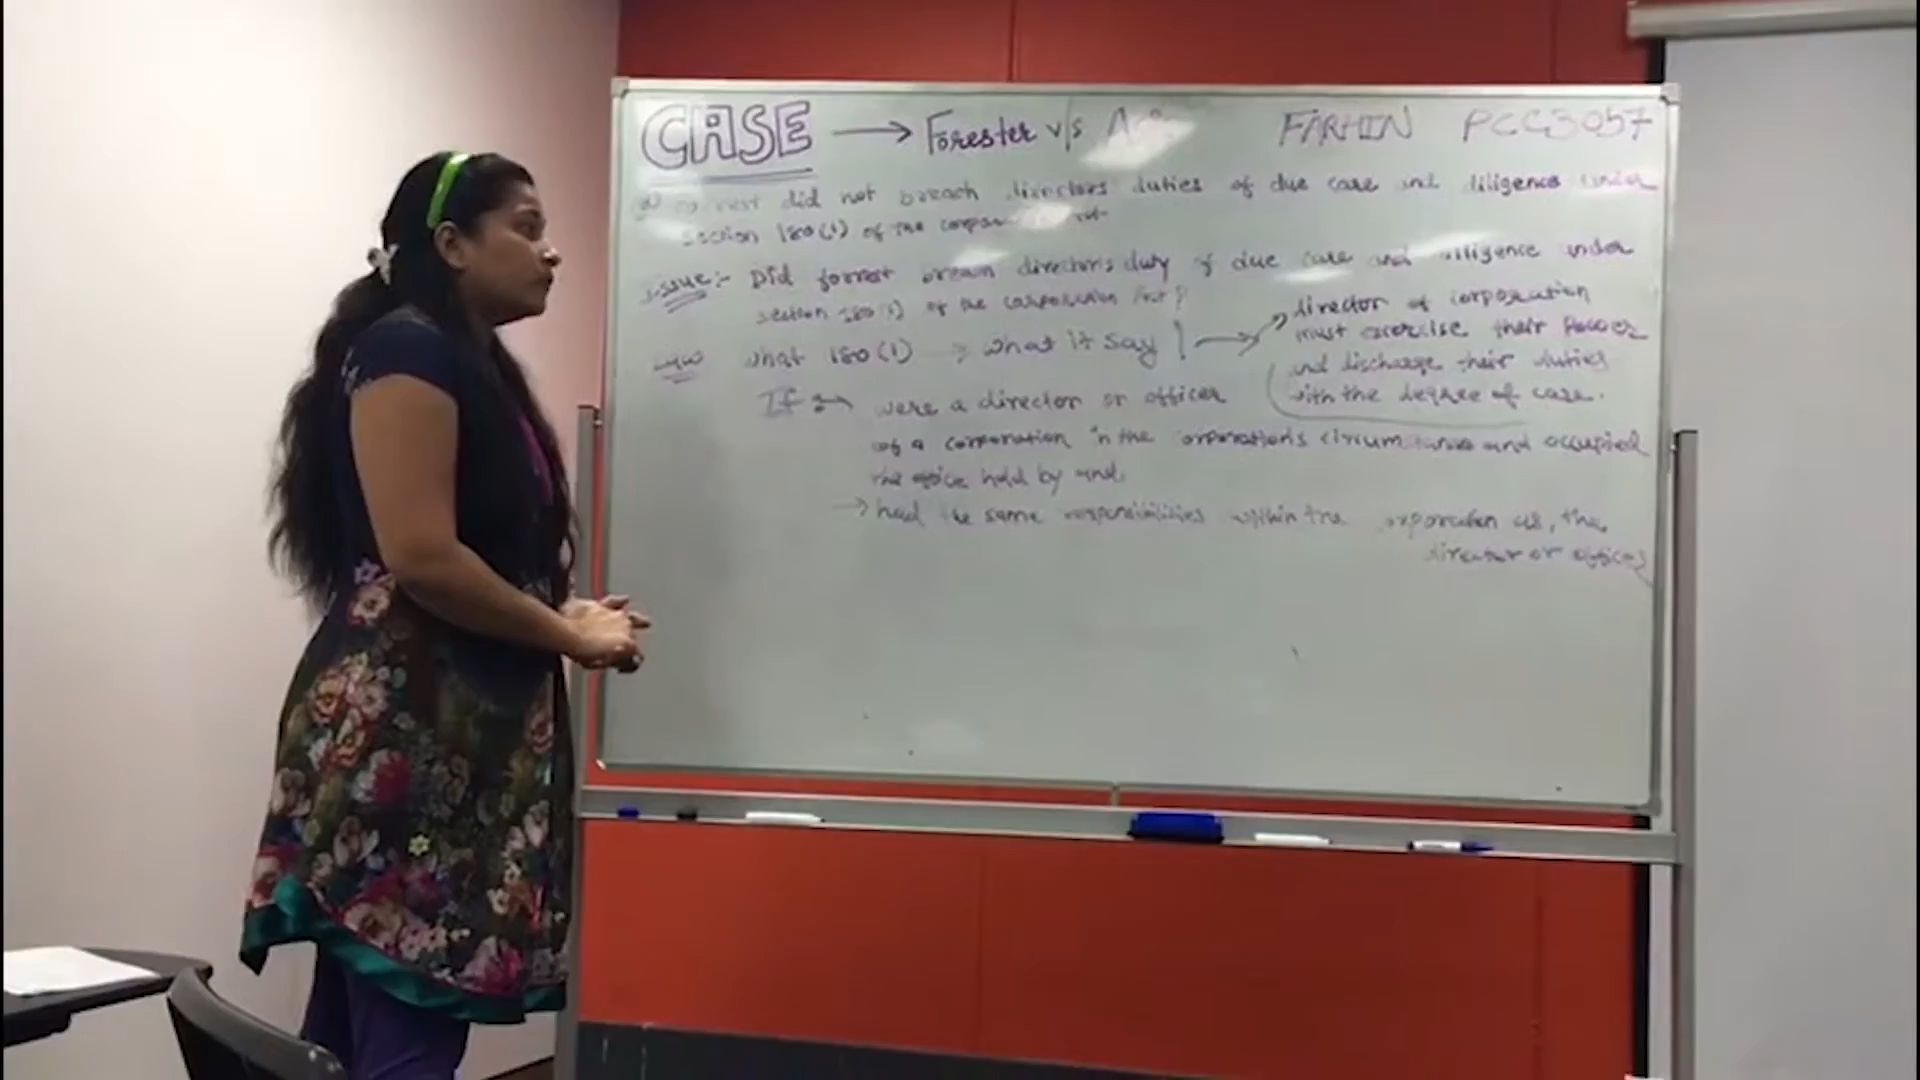 CASE → Forester v/s FARHIN PCC3057
did not breach directors duties of due care and diligence under
section 180(1) of the
issue:- Did forrest breach directors duty of due care and diligence under
section 180(1) of the corporation Act?
Law What 180(1) → what it say → director of corporation
must exercise their Power
and discharge their duties
with the degree of care.
If were a director or officer
of a corporation in the corporations circumstances and occupied
the office held by and
→ had the same responsibilities within the corporation as, the
director or officer